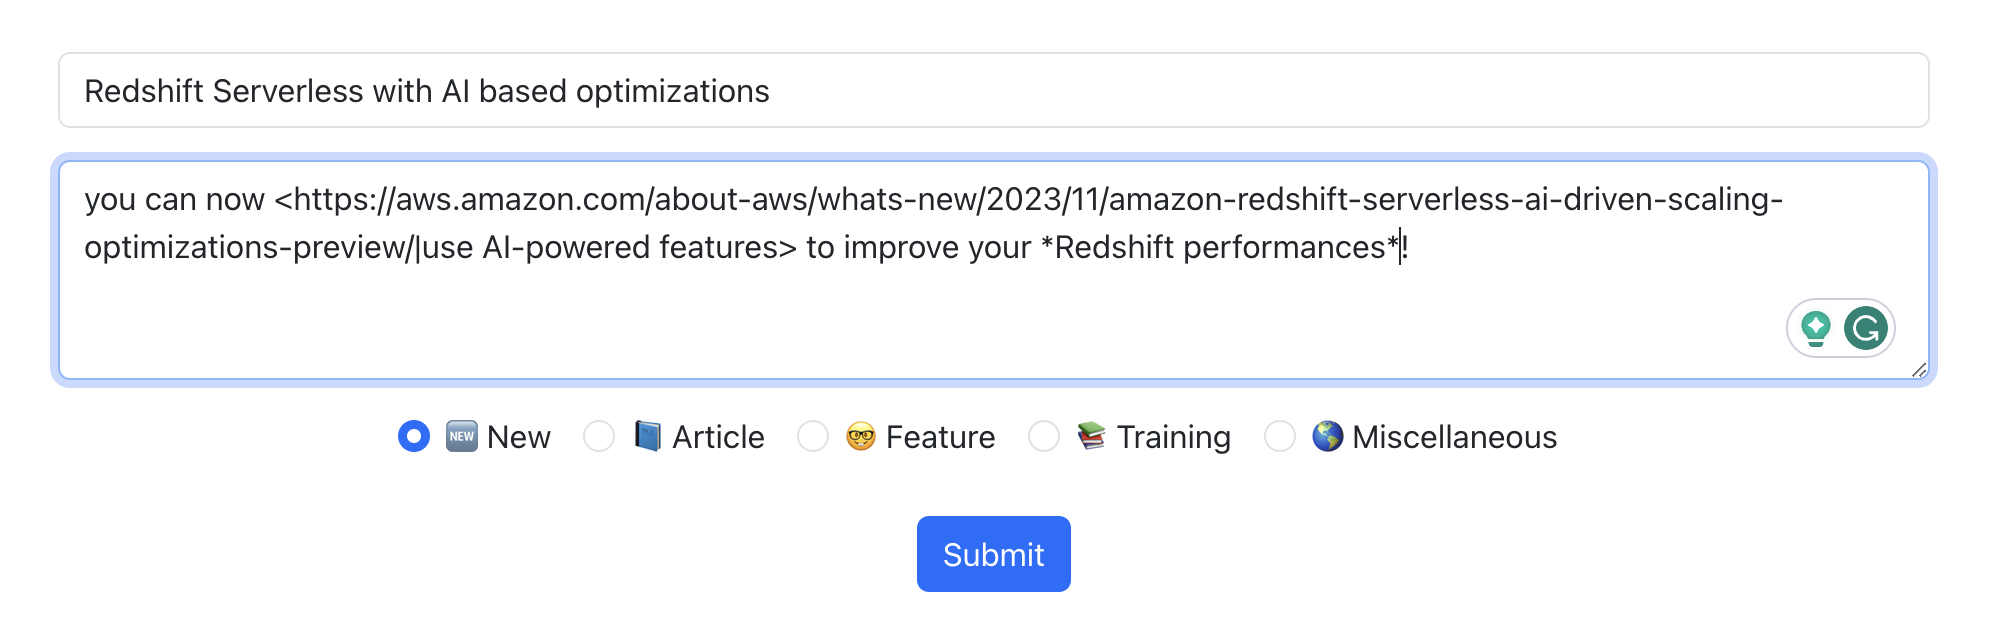 Redshift Serverless with AI based optimizations
you can now <https://aws.amazon.com/about-aws/whats-new/2023/11/amazon-redshift-serverless-ai-driven-scaling-
optimizations-preview/|use AI-powered features> to improve your *Redshift performances*!
🆕 New 📘 Article 🤓 Feature 📚 Training 🌎 Miscellaneous
Submit